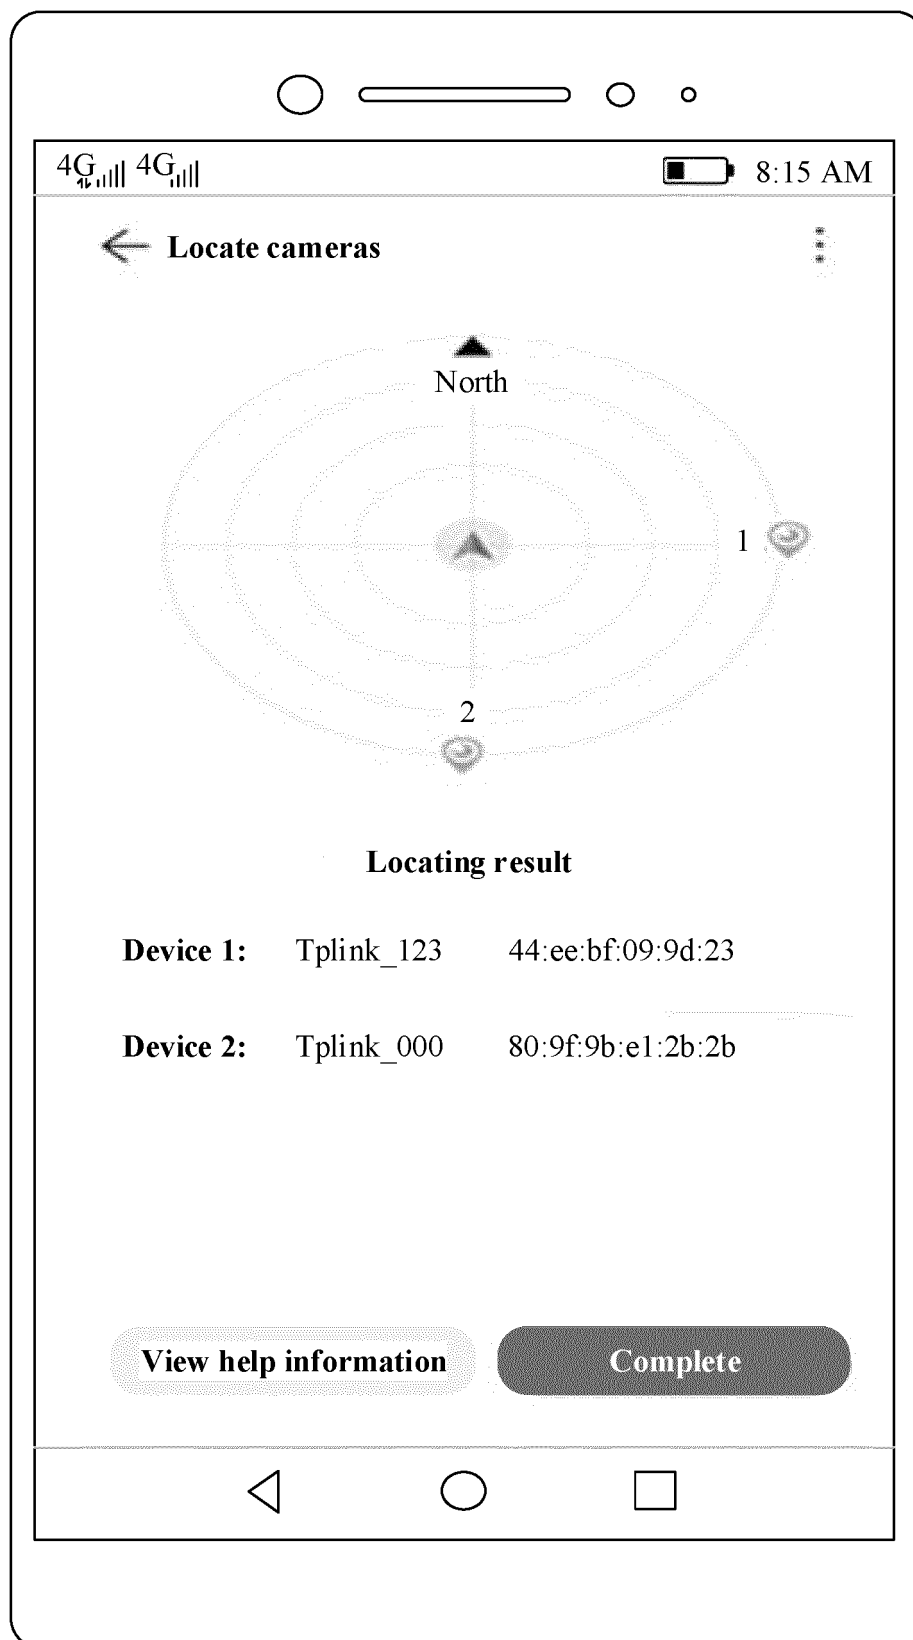 4G 4G 8:15 AM
Locate cameras
North
1
2
Locating result
Device 1: Tplink_123 44:ee:bf:09:9d:23
Device 2: Tplink_000 80:9f:9b:e1:2b:2b
View help information Complete